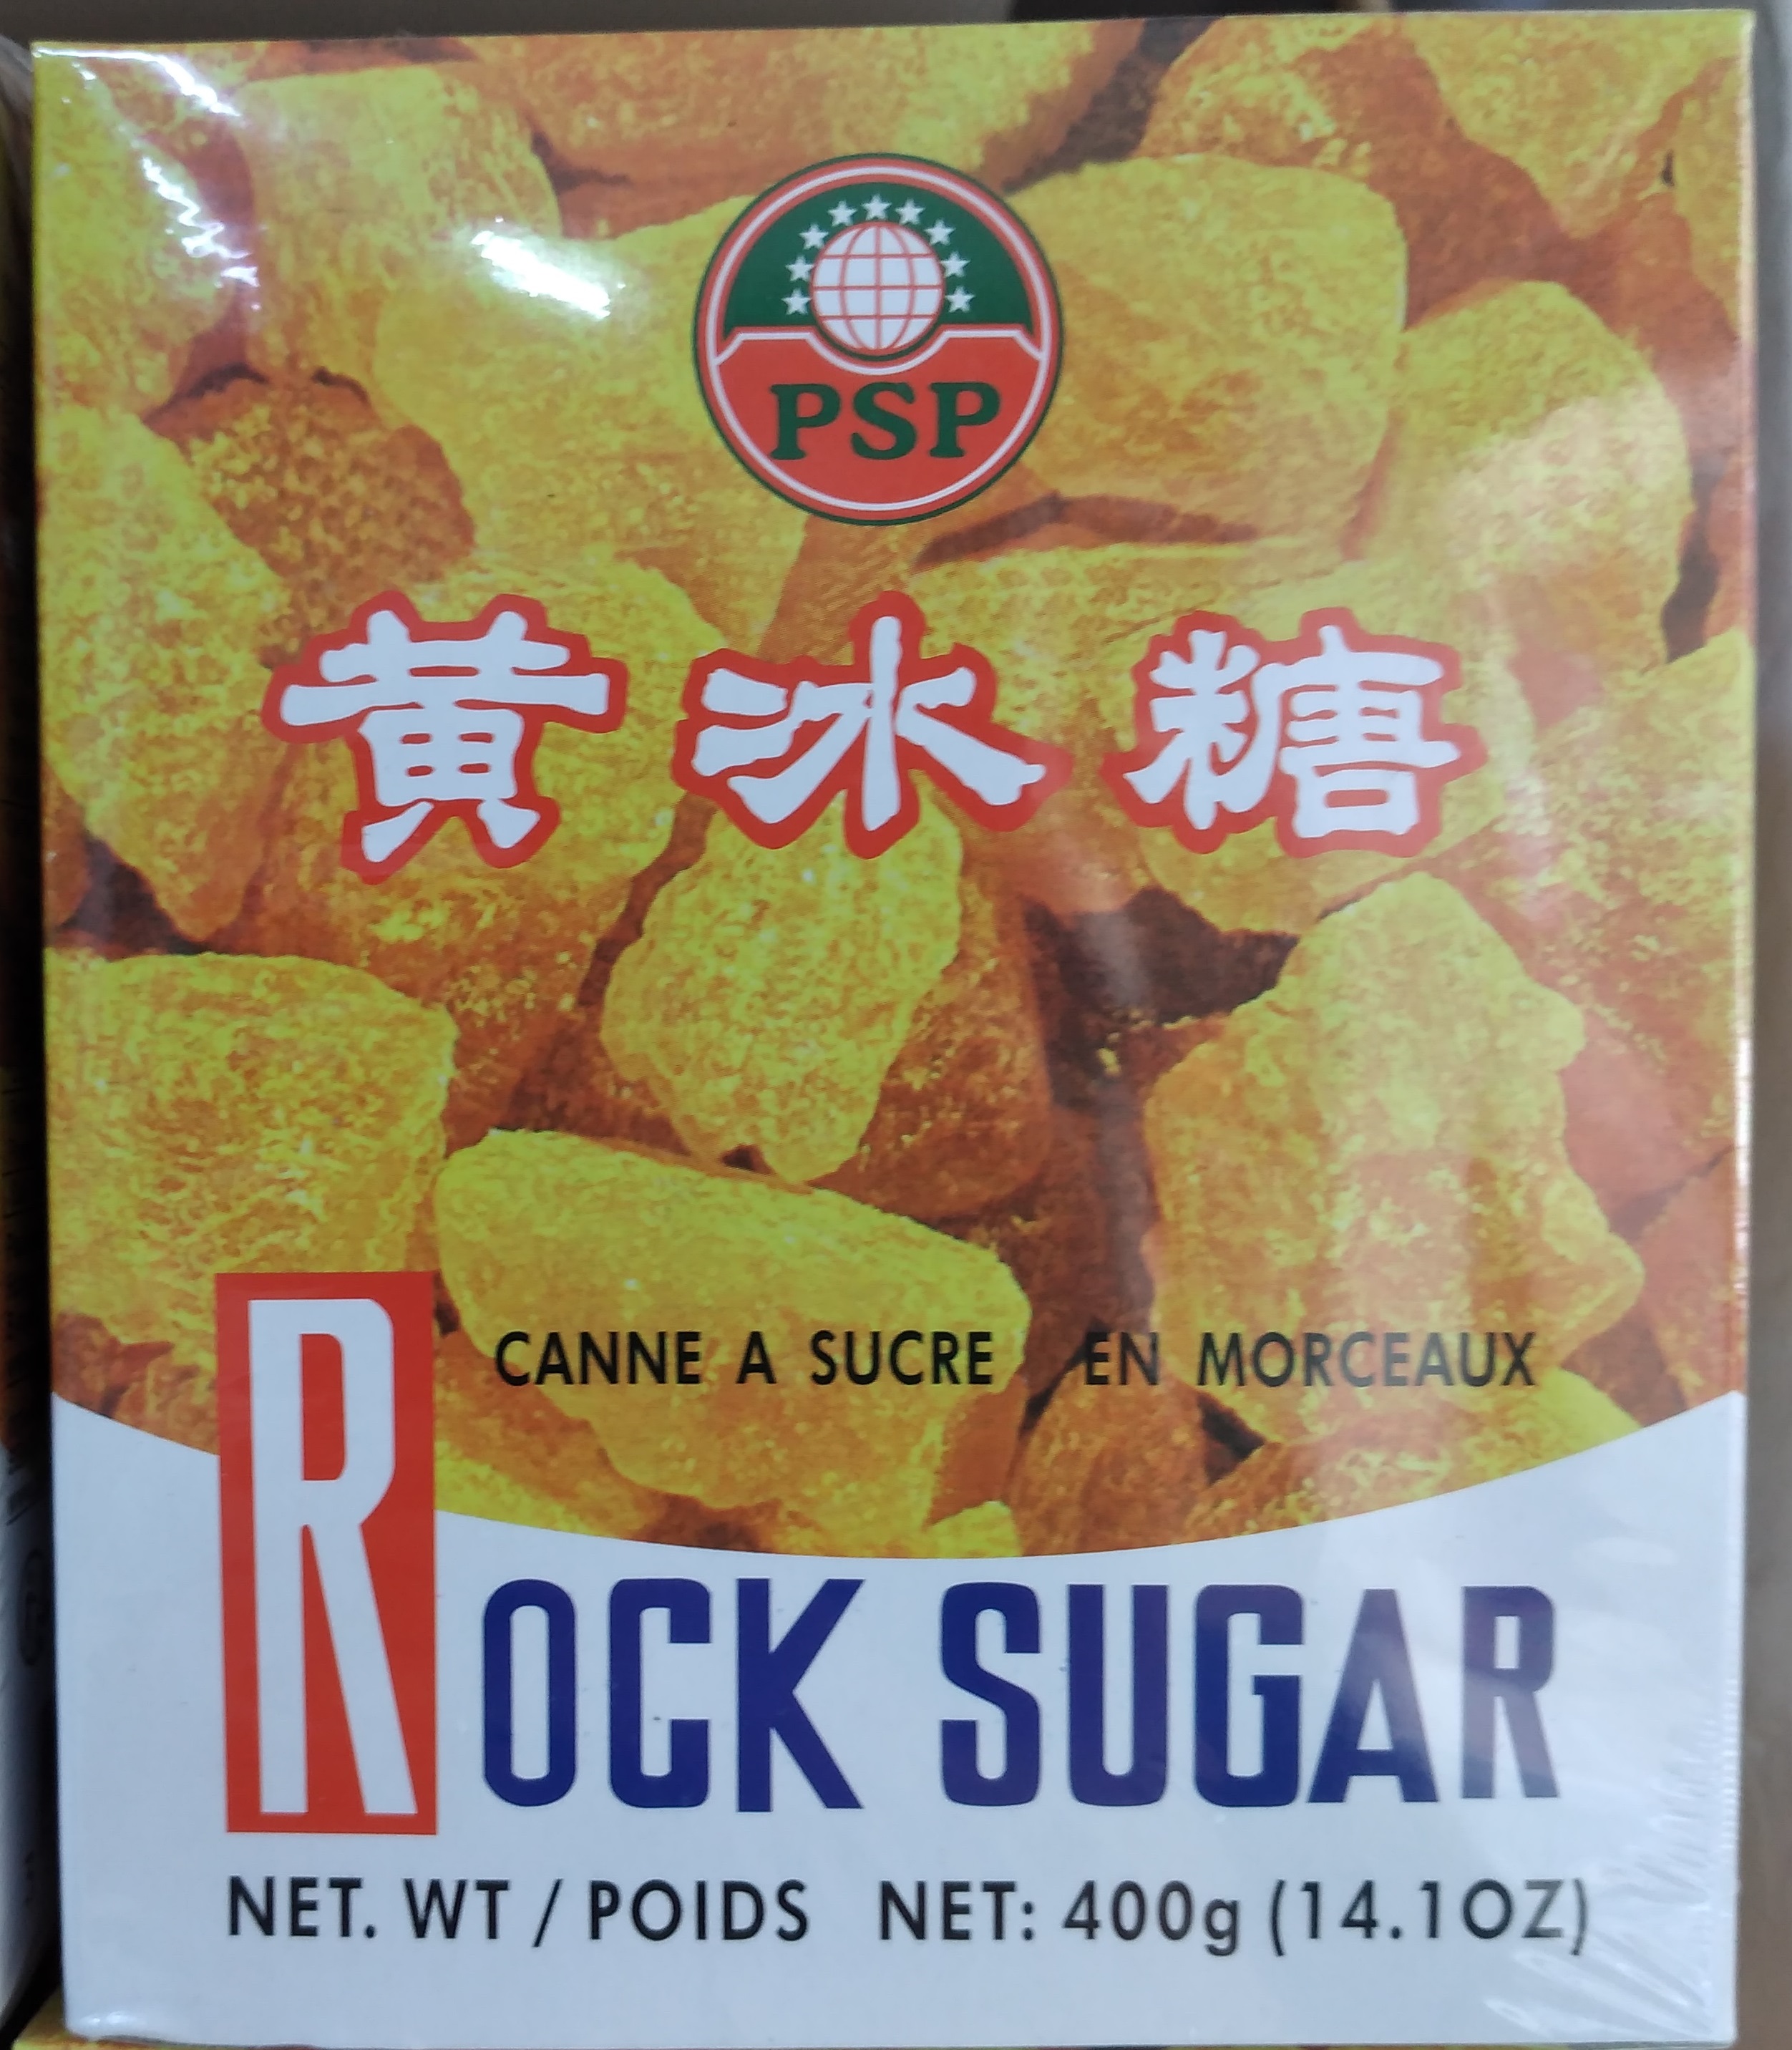 PSP
黃冰糖
CANNE A SUCRE EN MORCEAUX
ROCK SUGAR
NET. WT / POIDS NET: 400g (14.1OZ)